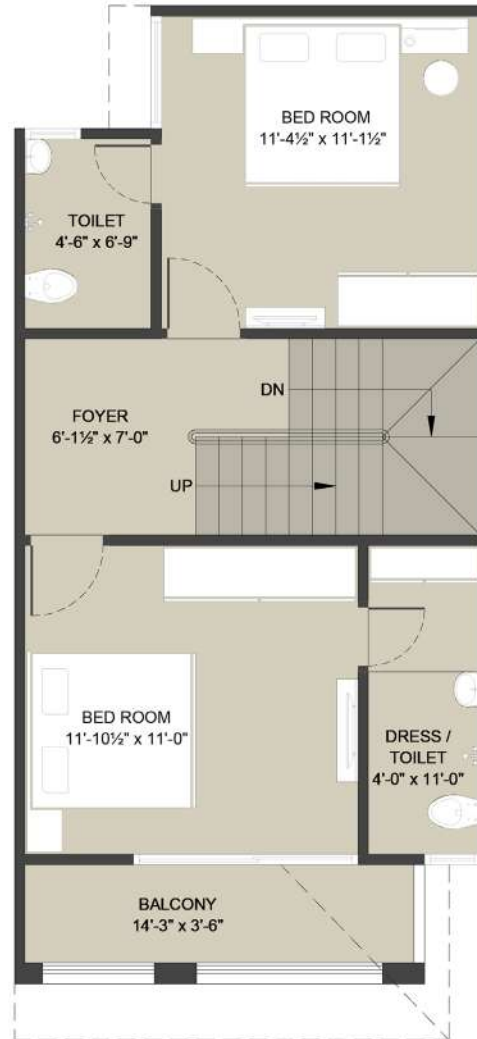 BED ROOM
11'-4½" x 11'-1½"
TOILET
4'-6" x 6'-9"
DN
FOYER
6'-1½" x 7'-0"
UP
BED ROOM
11'-10½" x 11'-0"
DRESS /
TOILET
4'-0" x 11'-0"
BALCONY
14'-3" x 3'-6"